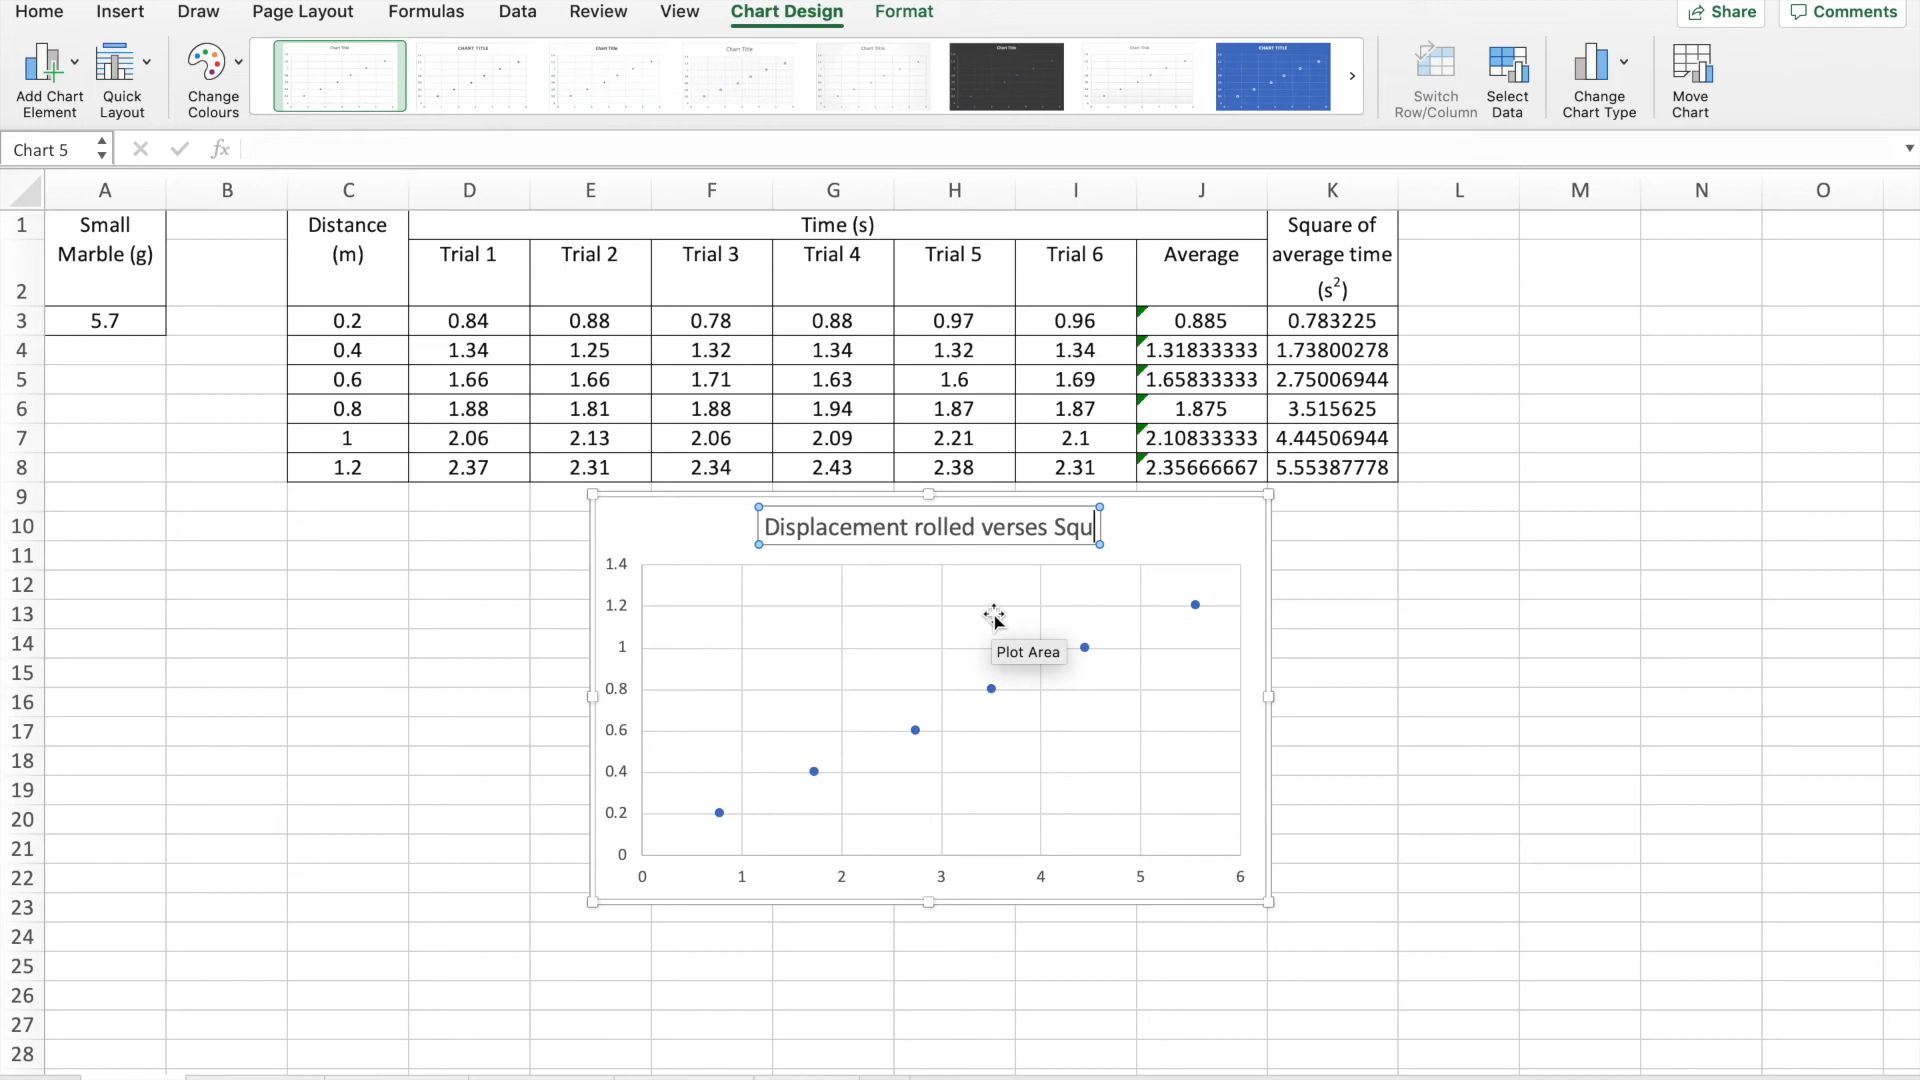 Home Insert Draw Page Layout Formulas Data Review View Chart Design Format Share Comments
Add Chart Element
Quick Layout
Change Colours
Chart Title
CHART TITLE
Chart Title
Chart Title
Chart Title
Chart Title
Chart Title
CHART TITLE
Switch Row/Column
Select Data
Change Chart Type
Move Chart
Chart 5 fx
A B C D E F G H I J K L M N O
1 Small Distance Time (s) Square of
Marble (g) (m) Trial 1 Trial 2 Trial 3 Trial 4 Trial 5 Trial 6 Average average time
2 (s²)
3 5.7 0.2 0.84 0.88 0.78 0.88 0.97 0.96 0.885 0.783225
4 0.4 1.34 1.25 1.32 1.34 1.32 1.34 1.31833333 1.73800278
5 0.6 1.66 1.66 1.71 1.63 1.6 1.69 1.65833333 2.75006944
6 0.8 1.88 1.81 1.88 1.94 1.87 1.87 1.875 3.515625
7 1 2.06 2.13 2.06 2.09 2.21 2.1 2.10833333 4.44506944
8 1.2 2.37 2.31 2.34 2.43 2.38 2.31 2.35666667 5.55387778
9
10
11
12
13
14
15
16
17
18
19
20
21
22
23
24
25
26
27
28
Displacement rolled verses Squ
1.4
1.2
1
Plot Area
0.8
0.6
0.4
0.2
0
0 1 2 3 4 5 6